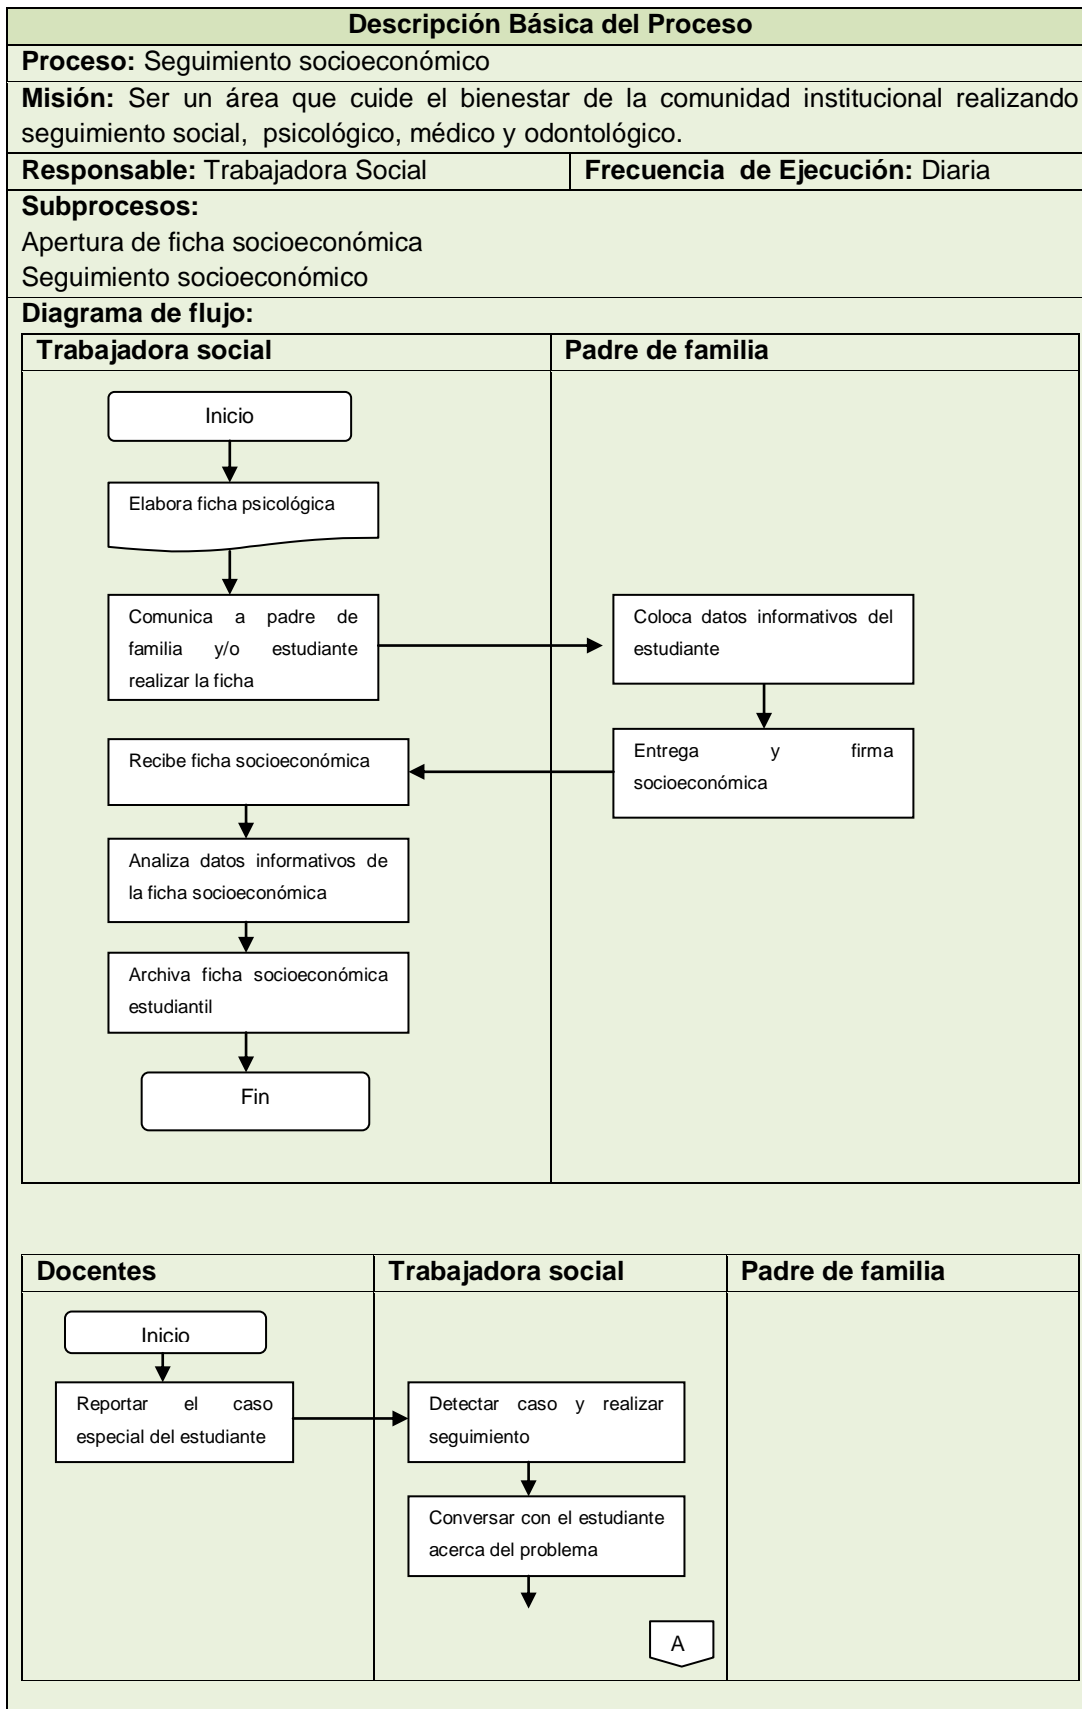 Descripción Básica del Proceso
Proceso: Seguimiento socioeconómico
Misión: Ser un área que cuide el bienestar de la comunidad institucional realizando
seguimiento social, psicológico, médico y odontológico.
Responsable: Trabajadora Social
Frecuencia de Ejecución: Diaria
Subprocesos:
Apertura de ficha socioeconómica
Seguimiento socioeconómico
Diagrama de flujo:
Trabajadora social
Padre de familia
Inicio
Elabora ficha psicológica
Comunica a padre de
familia y/o estudiante
realizar la ficha
Coloca datos informativos del
estudiante
Entrega y firma
socioeconómica
Recibe ficha socioeconómica
Analiza datos informativos de
la ficha socioeconómica
Archiva ficha socioeconómica
estudiantil
Fin
Docentes
Trabajadora social
Padre de familia
Inicio
Reportar el caso
especial del estudiante
Detectar caso y realizar
seguimiento
Conversar con el estudiante
acerca del problema
A